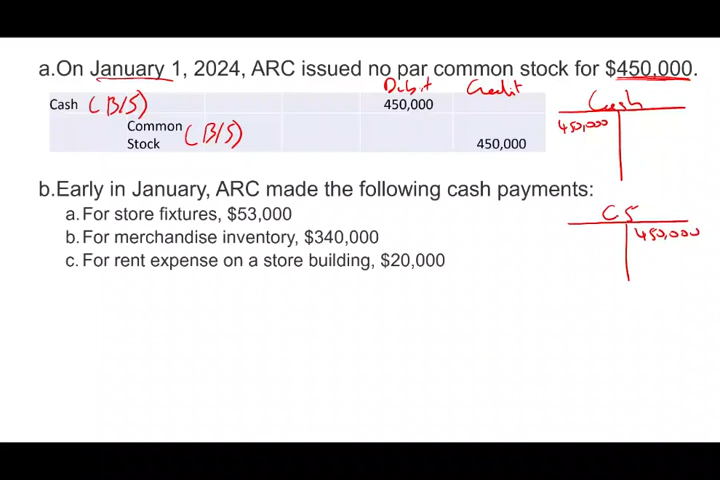 a.On January 1, 2024, ARC issued no par common stock for $450,000.
Debit Credit
Cash (B/S) 450,000
Common (B/S)
Stock 450,000
Cash
450,000
b.Early in January, ARC made the following cash payments:
a. For store fixtures, $53,000
b. For merchandise inventory, $340,000
c. For rent expense on a store building, $20,000
CS
450,000